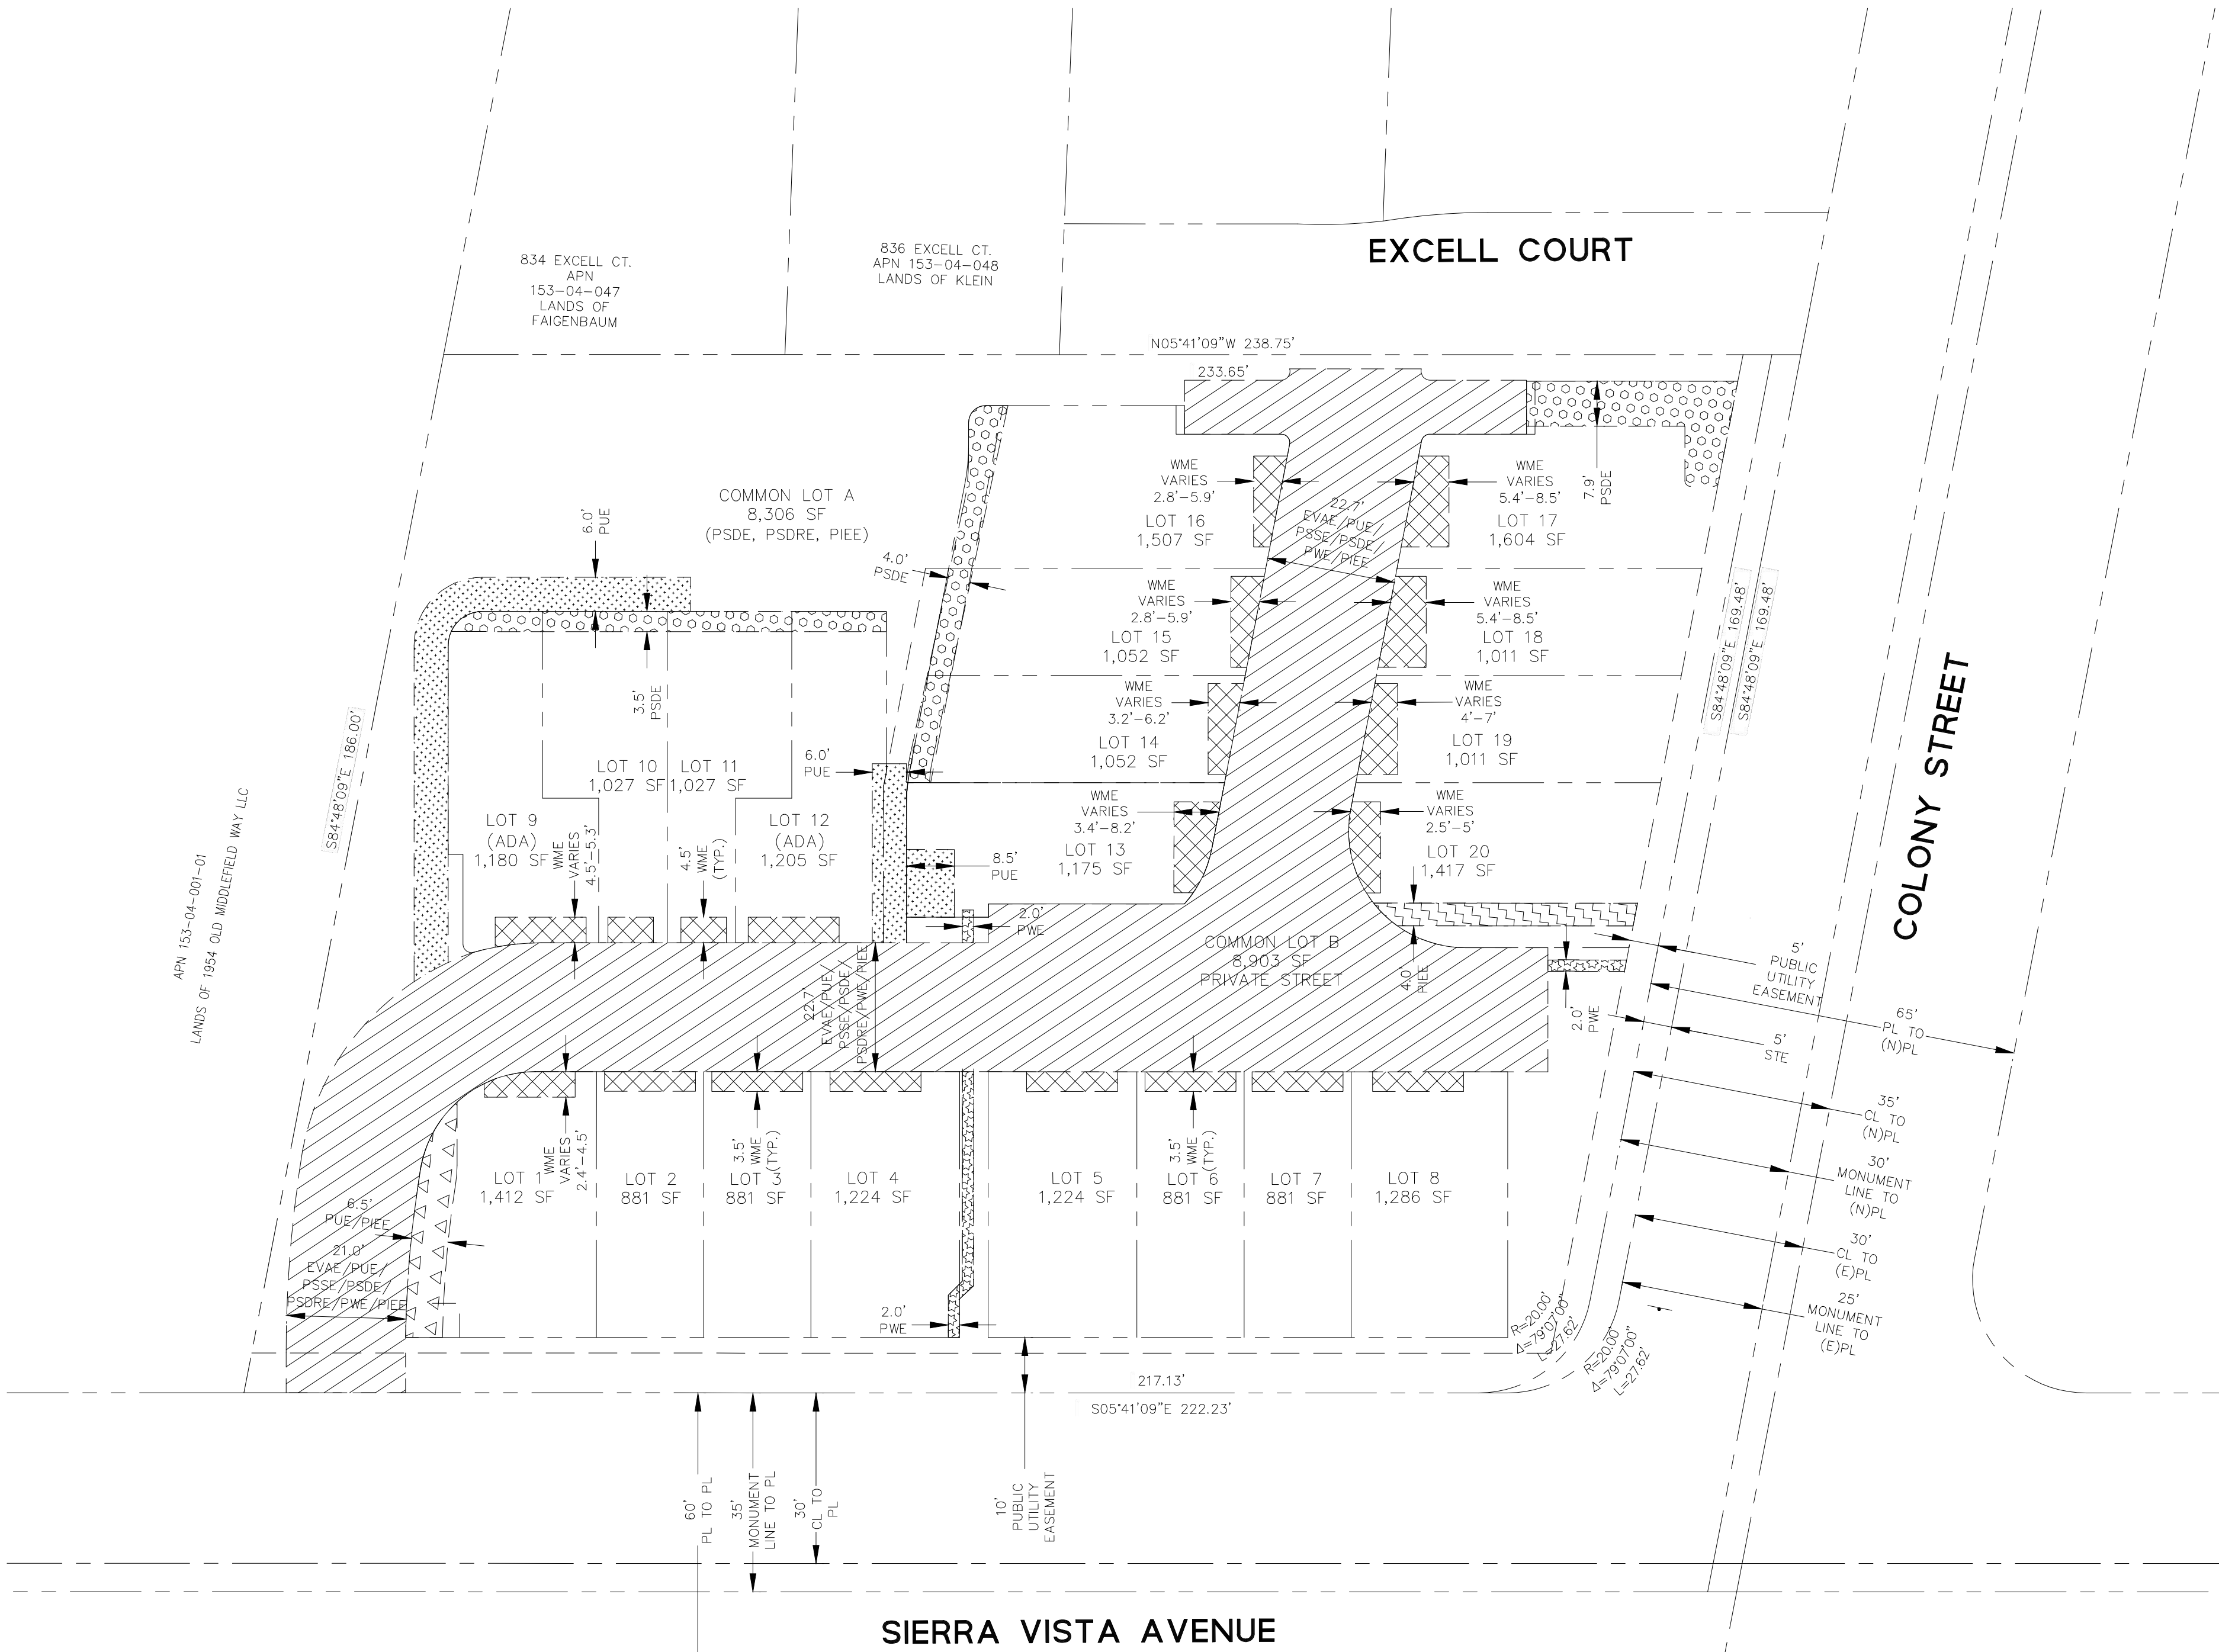 EXCELL COURT
834 EXCELL CT.
APN
153-04-047
LANDS OF
FAIGENBAUM
836 EXCELL CT.
APN 153-04-048
LANDS OF KLEIN
N05°41'09"W 238.75'
233.65'
COMMON LOT A
8,306 SF
(PSDE, PSDRE, PIEE)
6.0'
PUE
4.0'
PSDE
3.5'
PSDE
WME
VARIES
2.8'-5.9'
LOT 16
1,507 SF
22.7'
EVAE/PUE/
PSSE/PSDE/
PWE/PIEE
WME
VARIES
5.4'-8.5'
LOT 17
1,604 SF
7.9'
PSDE
WME
VARIES
2.8'-5.9'
LOT 15
1,052 SF
WME
VARIES
5.4'-8.5'
LOT 18
1,011 SF
WME
VARIES
3.2'-6.2'
LOT 14
1,052 SF
WME
VARIES
4'-7'
LOT 19
1,011 SF
WME
VARIES
3.4'-8.2'
LOT 13
1,175 SF
WME
VARIES
2.5'-5'
LOT 20
1,417 SF
S84°48'09"E 169.48'
S84°48'09"E 169.48'
COLONY STREET
S84°48'09"E 186.00'
APN 153-04-001-01
LANDS OF 1954 OLD MIDDLEFIELD WAY LLC
LOT 9
(ADA)
1,180 SF
LOT 10
1,027 SF
LOT 11
1,027 SF
LOT 12
(ADA)
1,205 SF
WME
VARIES
4.5'-5.3'
4.5'
WME
(TYP.)
6.0'
PUE
8.5'
PUE
2.0'
PWE
22.7'
EVAE/PUE/
PSSE/PSDE/
PSDRE/PWE/PIEE
COMMON LOT B
8,903 SF
PRIVATE STREET
4.0'
PIEE
2.0'
PWE
5'
PUBLIC
UTILITY
EASEMENT
65'
PL TO
(N)PL
5'
STE
35'
CL TO
(N)PL
30'
MONUMENT
LINE TO
(N)PL
30'
CL TO
(E)PL
25'
MONUMENT
LINE TO
(E)PL
LOT 1
1,412 SF
WME
VARIES
2.4'-4.5'
LOT 2
881 SF
3.5'
WME
(TYP.)
LOT 3
881 SF
LOT 4
1,224 SF
LOT 5
1,224 SF
3.5'
WME
(TYP.)
LOT 6
881 SF
LOT 7
881 SF
LOT 8
1,286 SF
6.5'
PUE/PIEE
21.0'
EVAE/PUE/
PSSE/PSDE/
PSDRE/PWE/PIEE
2.0'
PWE
R=20.00'
Δ=79°07'00"
L=27.62'
R=20.00'
Δ=79°07'00"
L=27.62'
217.13'
S05°41'09"E 222.23'
60'
PL TO PL
35'
MONUMENT
LINE TO PL
30'
CL TO
PL
10'
PUBLIC
UTILITY
EASEMENT
SIERRA VISTA AVENUE